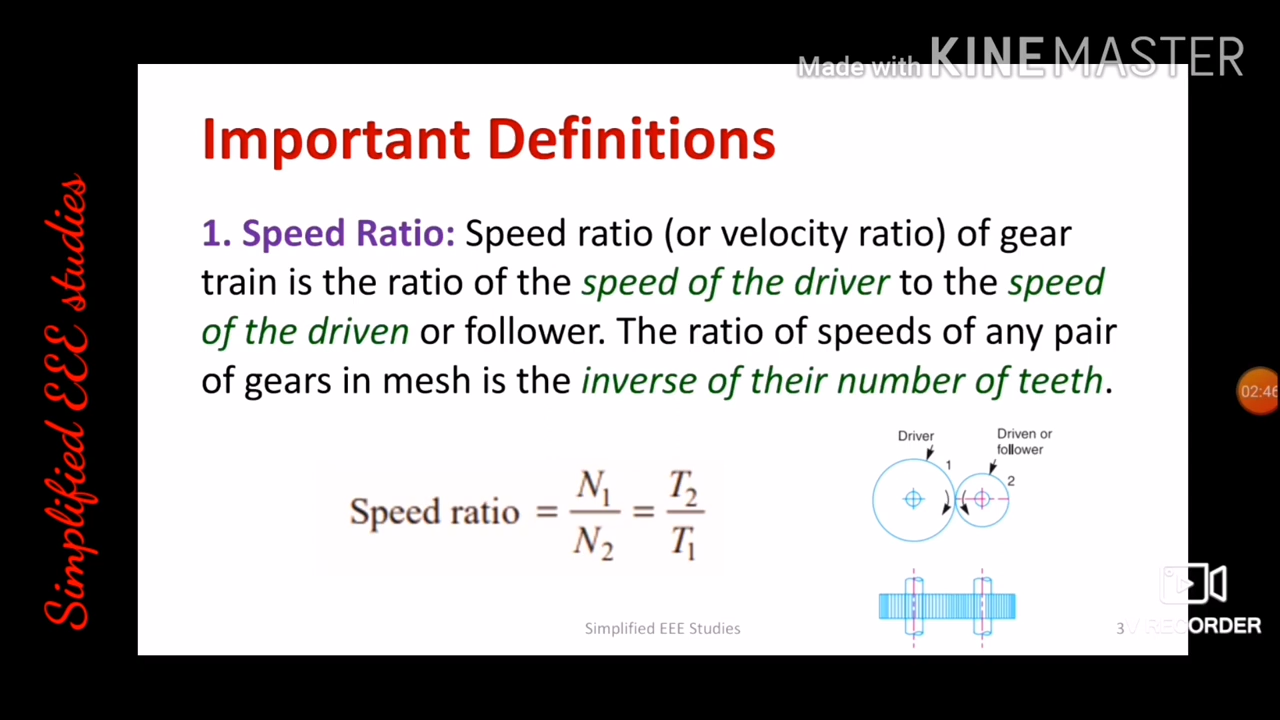 Made with KINEMASTER
Important Definitions
1. Speed Ratio: Speed ratio (or velocity ratio) of gear
train is the ratio of the speed of the driver to the speed
of the driven or follower. The ratio of speeds of any pair
of gears in mesh is the inverse of their number of teeth.
Speed ratio = N₁/N₂ = T₂/T₁
Driver
Driven or
follower
1
2
Simplified EEE Studies
3
Simplified EEE studies
02:46
V RECORDER